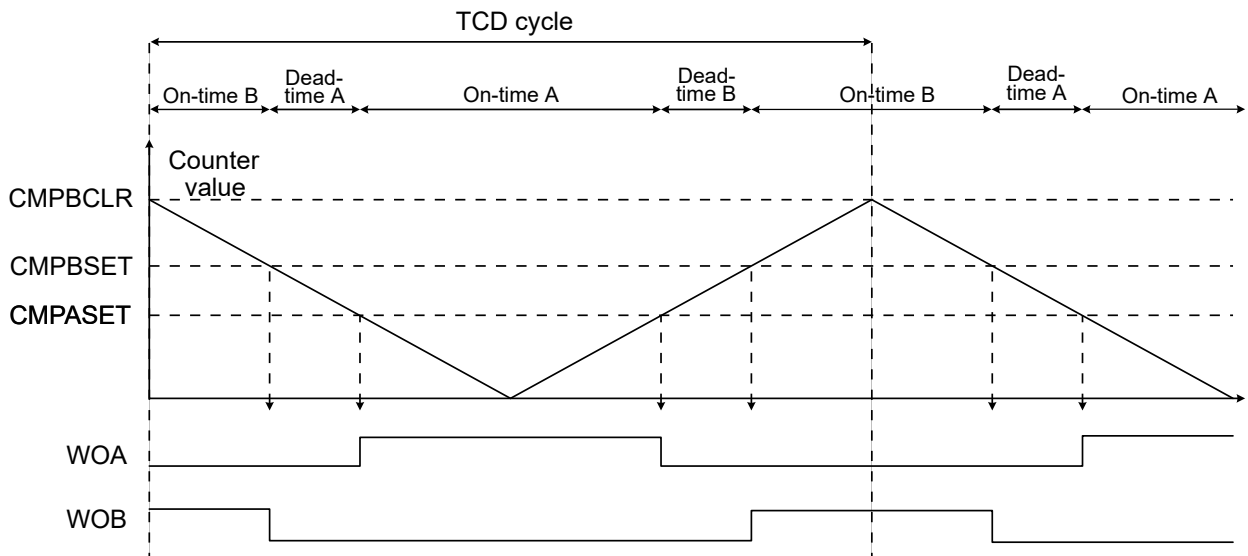 TCD cycle
On-time B
Dead-
time A
On-time A
Dead-
time B
On-time B
Dead-
time A
On-time A
Counter
value
CMPBCLR
CMPBSET
CMPASET
WOA
WOB